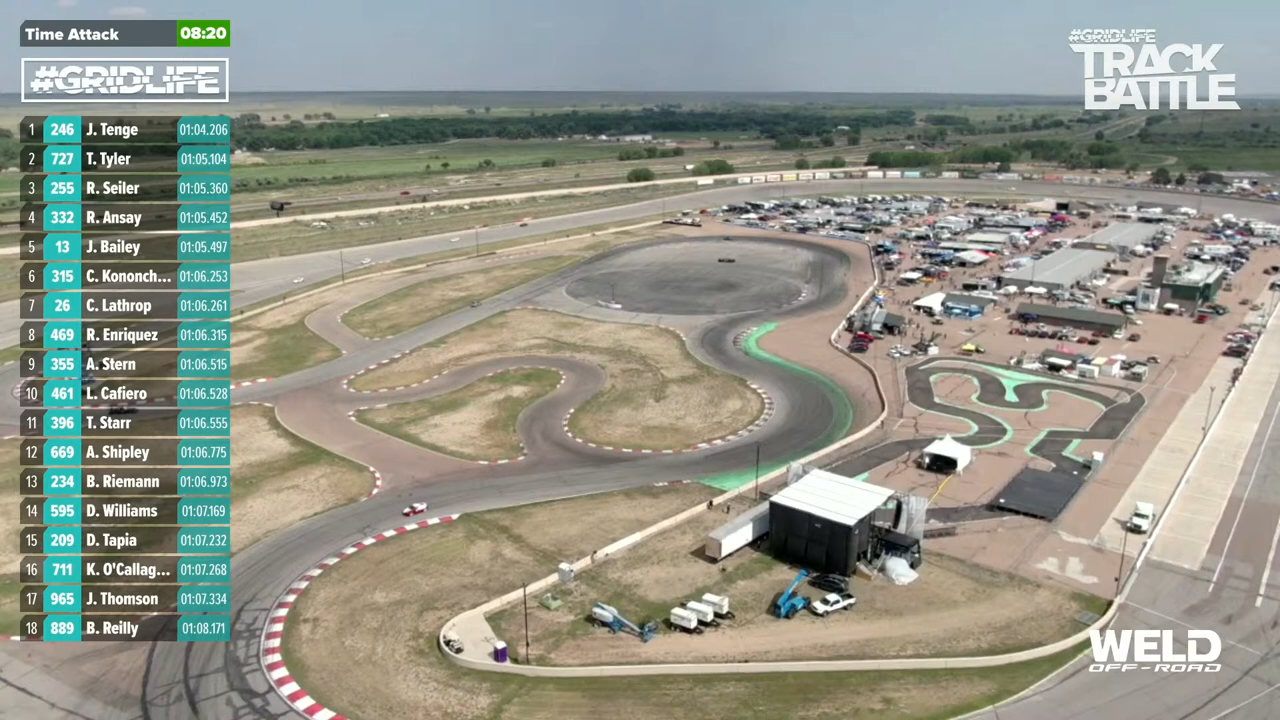 Time Attack 08:20
#GRIDLIFE
1 246 J. Tenge 01:04.206
2 727 T. Tyler 01:05.104
3 255 R. Seiler 01:05.360
4 332 R. Ansay 01:05.452
5 13 J. Bailey 01:05.497
6 315 C. Kononch... 01:06.253
7 26 C. Lathrop 01:06.261
8 469 R. Enriquez 01:06.315
9 355 A. Stern 01:06.515
10 461 L. Cafiero 01:06.528
11 396 T. Starr 01:06.555
12 669 A. Shipley 01:06.775
13 234 B. Riemann 01:06.973
14 595 D. Williams 01:07.169
15 209 D. Tapia 01:07.232
16 711 K. O'Callag... 01:07.268
17 965 J. Thomson 01:07.334
18 889 B. Reilly 01:08.171
#GRIDLIFE
TRACK
BATTLE
WELD
OFF-ROAD